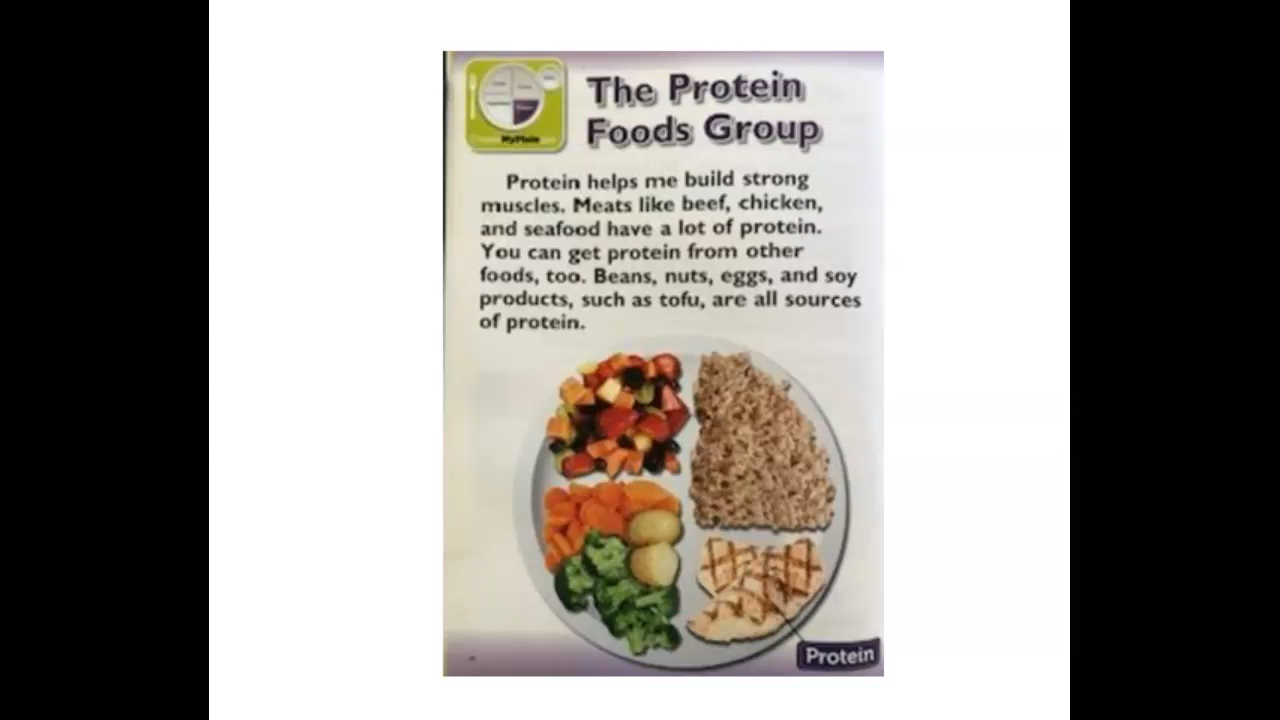 The Protein
Foods Group
MyPlate
Protein helps me build strong
muscles. Meats like beef, chicken,
and seafood have a lot of protein.
You can get protein from other
foods, too. Beans, nuts, eggs, and soy
products, such as tofu, are all sources
of protein.
Protein